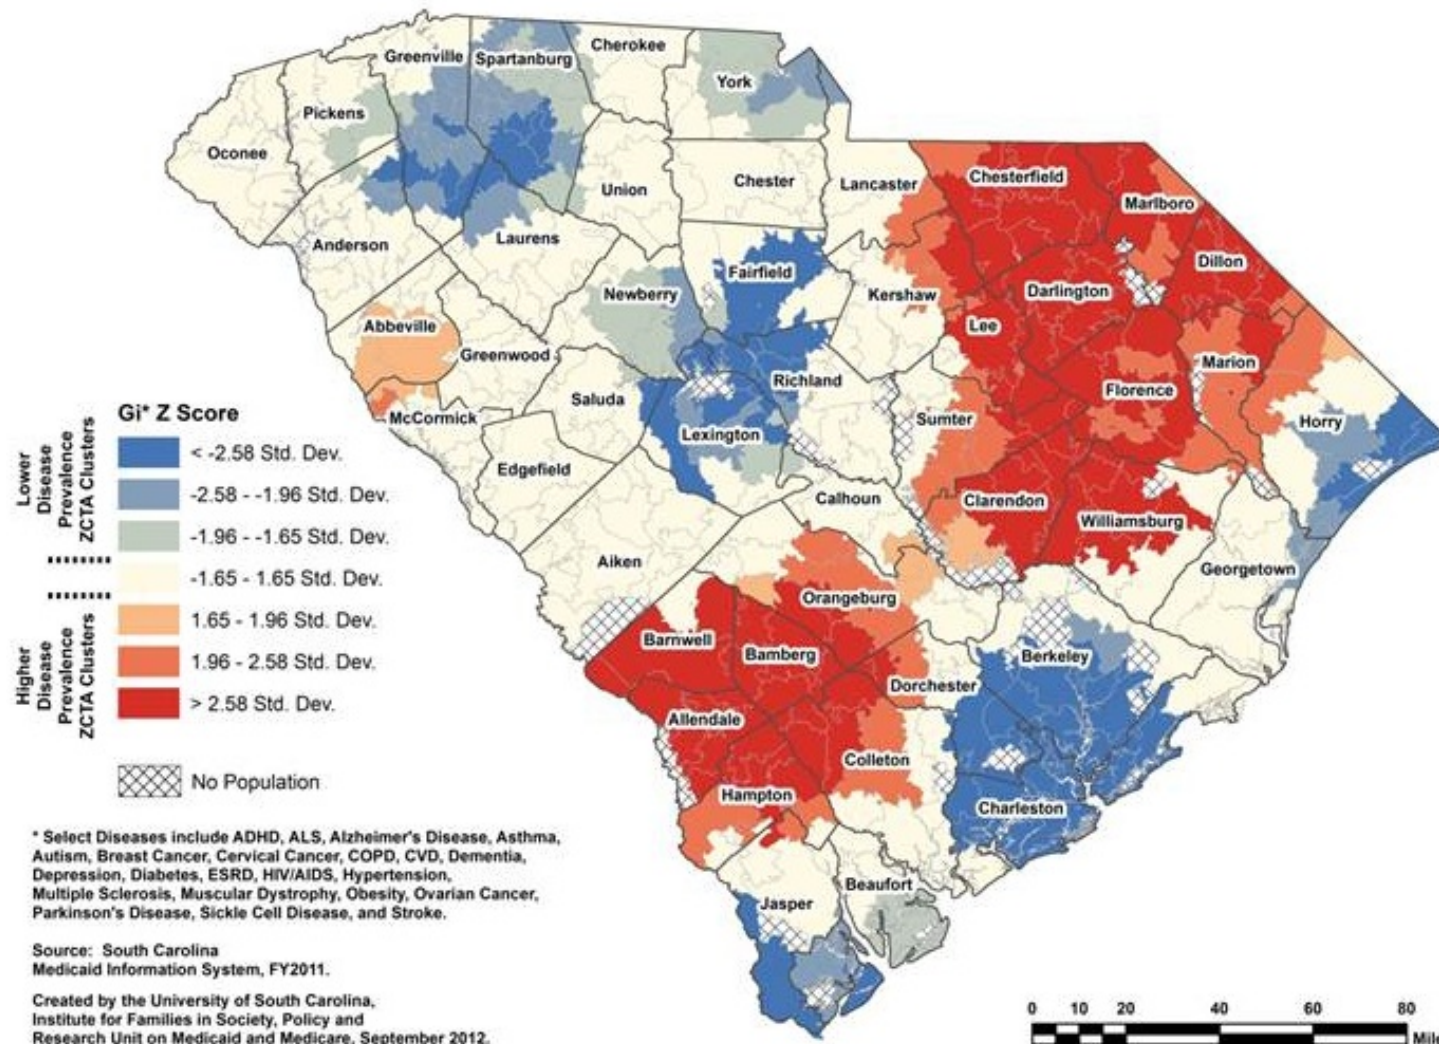 Greenville
Spartanburg
Cherokee
York
Pickens
Oconee
Union
Chester
Lancaster
Chesterfield
Marlboro
Anderson
Laurens
Fairfield
Newberry
Kershaw
Darlington
Dillon
Abbeville
Greenwood
Lee
Richland
Marion
Florence
McCormick
Saluda
Lexington
Sumter
Horry
Edgefield
Calhoun
Clarendon
Williamsburg
Aiken
Georgetown
Orangeburg
Barnwell
Bamberg
Berkeley
Dorchester
Allendale
Colleton
Hampton
Charleston
Beaufort
Jasper
Gi* Z Score
Lower
Disease
Prevalence
ZCTA Clusters
< -2.58 Std. Dev.
-2.58 - -1.96 Std. Dev.
-1.96 - -1.65 Std. Dev.
-1.65 - 1.65 Std. Dev.
Higher
Disease
Prevalence
ZCTA Clusters
1.65 - 1.96 Std. Dev.
1.96 - 2.58 Std. Dev.
> 2.58 Std. Dev.
No Population
* Select Diseases include ADHD, ALS, Alzheimer's Disease, Asthma,
Autism, Breast Cancer, Cervical Cancer, COPD, CVD, Dementia,
Depression, Diabetes, ESRD, HIV/AIDS, Hypertension,
Multiple Sclerosis, Muscular Dystrophy, Obesity, Ovarian Cancer,
Parkinson's Disease, Sickle Cell Disease, and Stroke.
Source: South Carolina
Medicaid Information System, FY2011.
Created by the University of South Carolina,
Institute for Families in Society, Policy and
Research Unit on Medicaid and Medicare, September 2012.
0 10 20 40 60 80
Mile